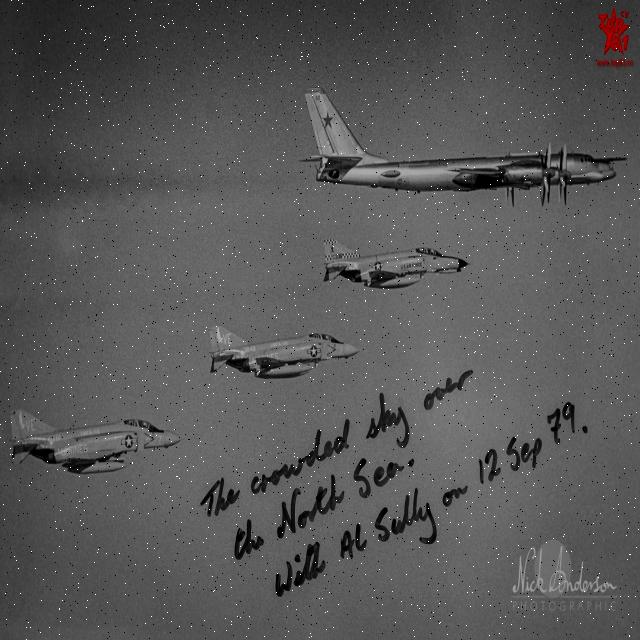 The crowded sky over
the North Sea.
With Al Sully on 12 Sep 79.
Nick Anderson
PHOTOGRAPHIC